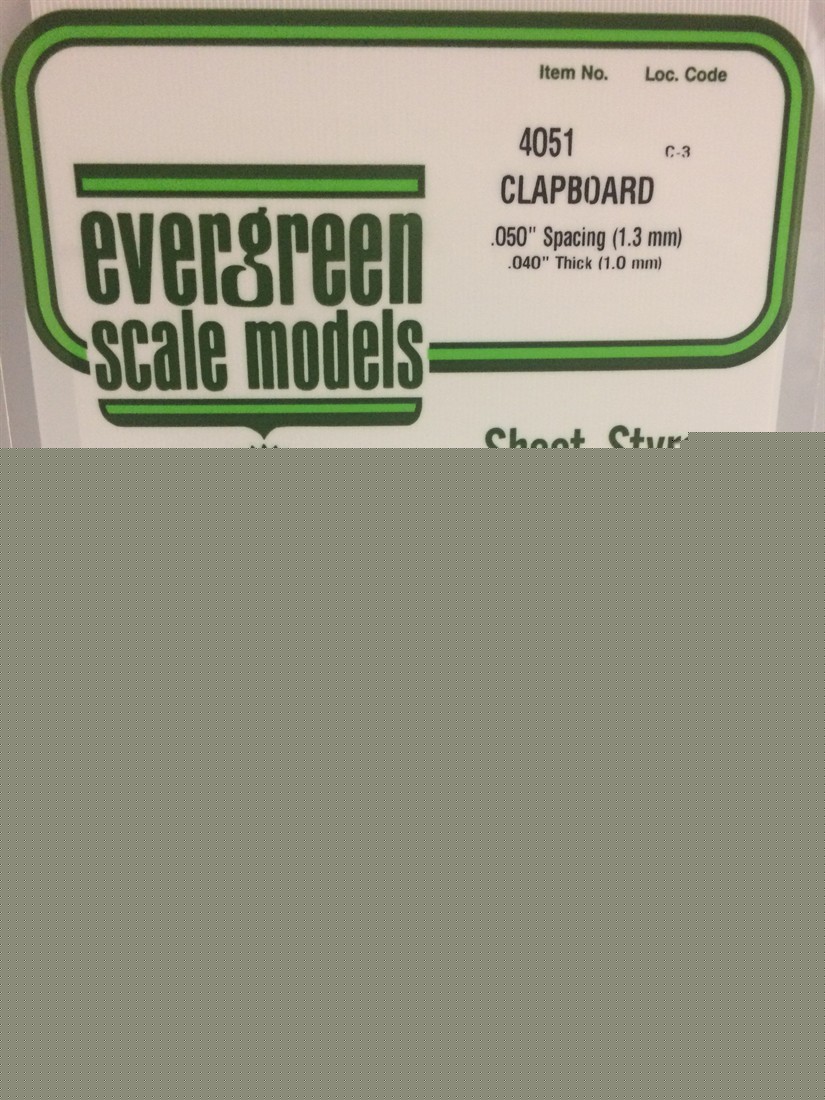 Item No. Loc. Code
4051 C-3
CLAPBOARD
.050" Spacing (1.3 mm)
.040" Thick (1.0 mm)
evergreen
scale models
Sheet